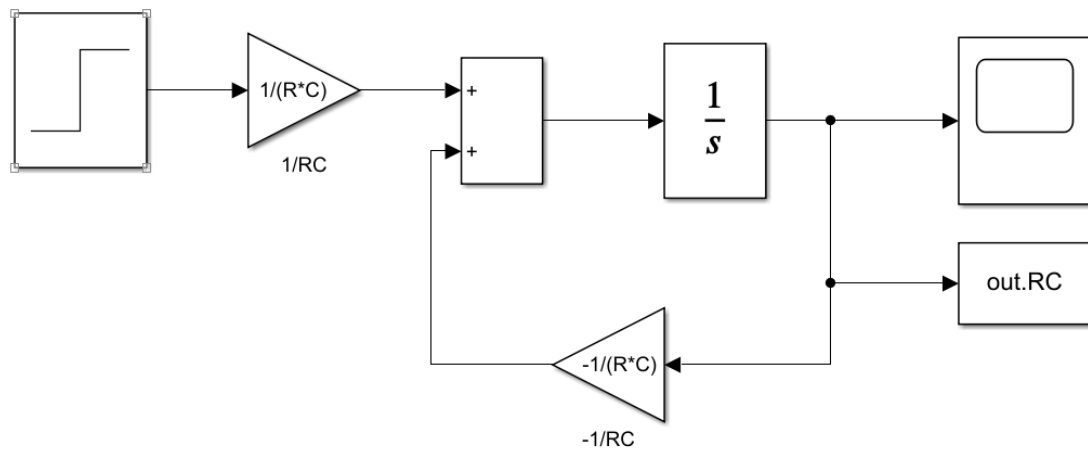 1/(R*C)
1/RC
+
+
1
s
out.RC
-1/(R*C)
-1/RC